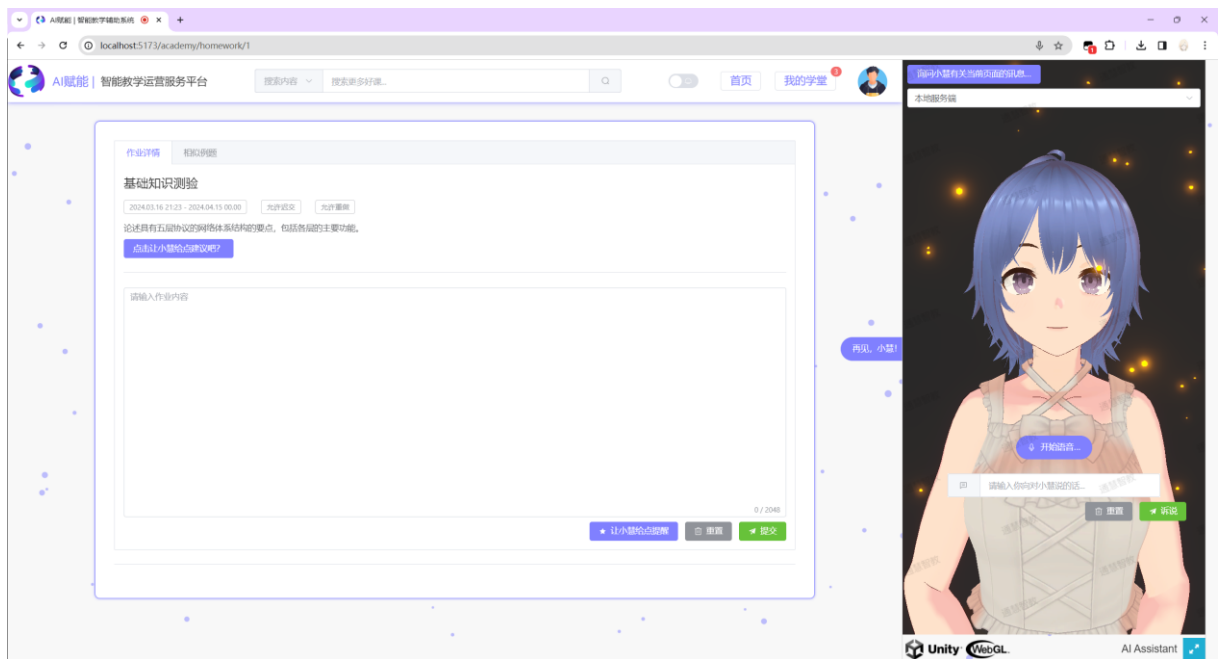 AI赋能 | 智能教学辅助系统
localhost:5173/academy/homework/1
AI赋能 | 智能教学运营服务平台
搜索内容
搜索更多好课...
首页
我的学堂
1
询问小慧有关当前页面的讯息...
本地服务端
作业详情
相似例题
基础知识测验
2024.03.16 21:23 - 2024.04.15 00:00
允许迟交
允许重做
论述具有五层协议的网络体系结构的要点，包括各层的主要功能。
点击让小慧给点建议吧？
请输入作业内容
再见，小慧！
开始语音...
请输入你向对小慧说的话...
重置
诉说
0 / 2048
让小慧给点提醒
重置
提交
Unity WebGL.
AI Assistant